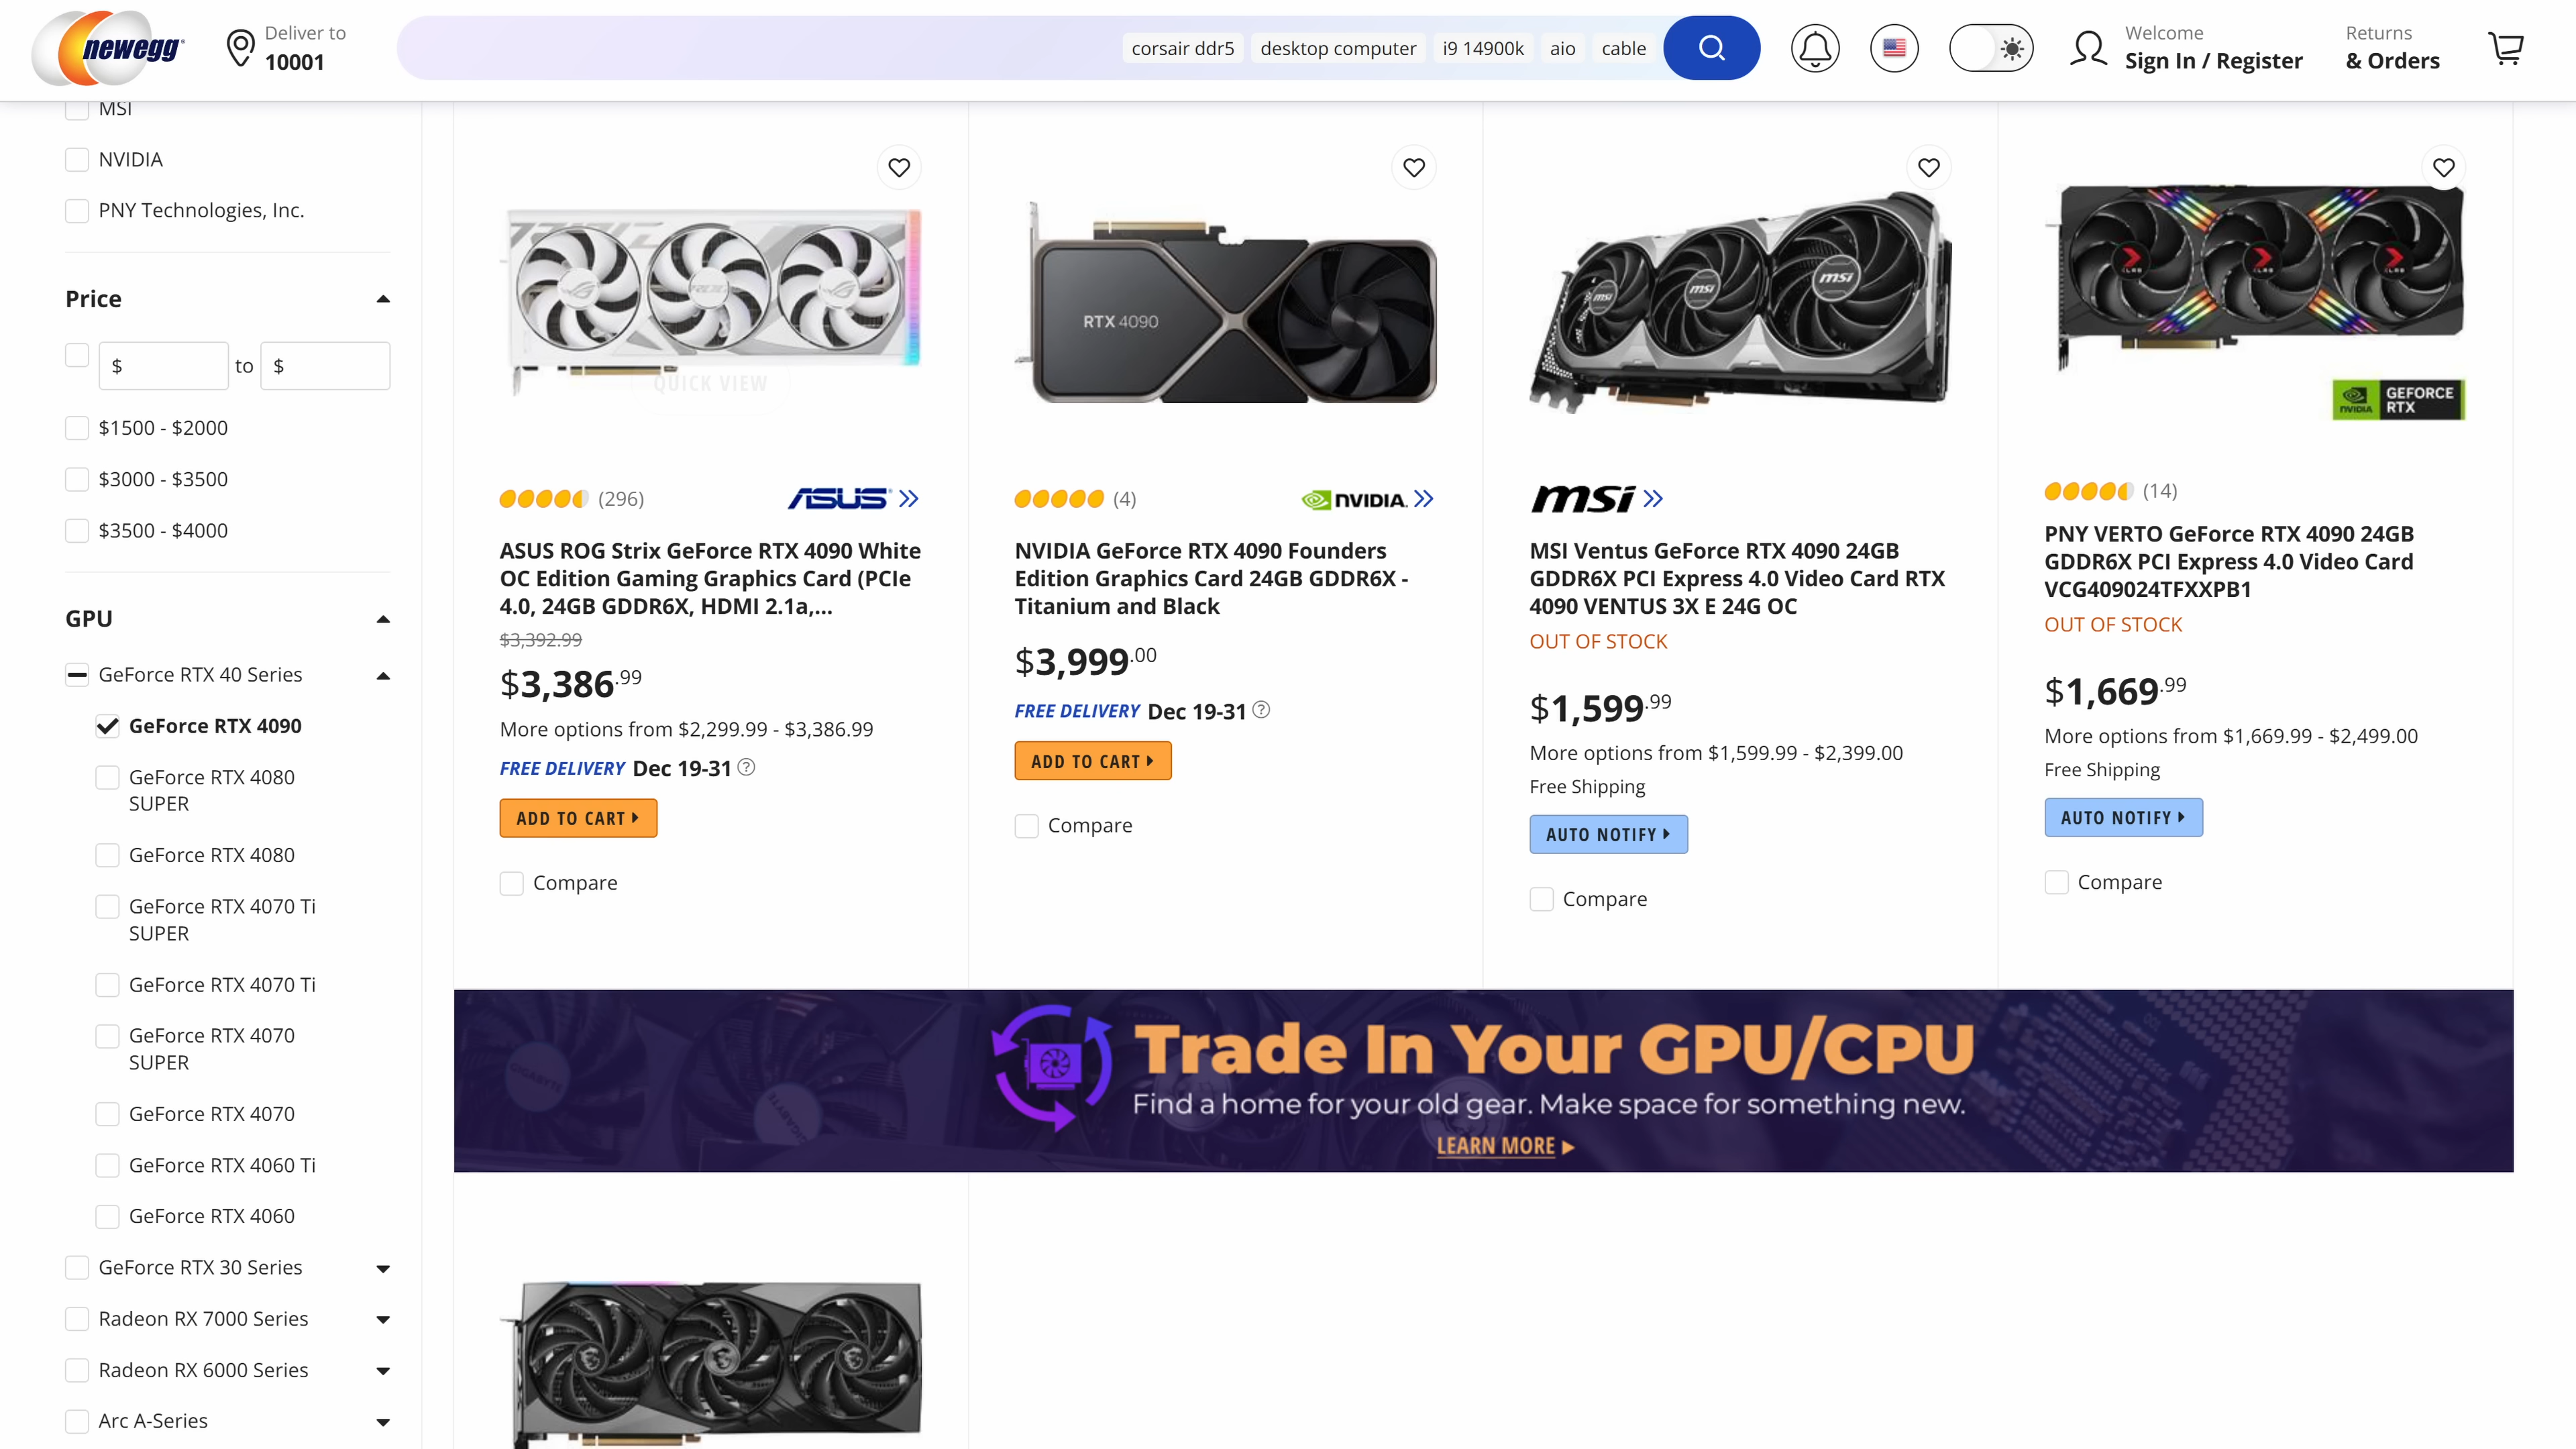 newegg
Deliver to
10001
corsair ddr5
desktop computer
i9 14900k
aio
cable
Welcome
Sign In / Register
Returns
& Orders
MSI
NVIDIA
PNY Technologies, Inc.
Price
$
to
$
$1500 - $2000
$3000 - $3500
$3500 - $4000
GPU
GeForce RTX 40 Series
GeForce RTX 4090
GeForce RTX 4080
SUPER
GeForce RTX 4080
GeForce RTX 4070 Ti
SUPER
GeForce RTX 4070 Ti
GeForce RTX 4070
SUPER
GeForce RTX 4070
GeForce RTX 4060 Ti
GeForce RTX 4060
GeForce RTX 30 Series
Radeon RX 7000 Series
Radeon RX 6000 Series
Arc A-Series
QUICK VIEW
(296)
ASUS
ASUS ROG Strix GeForce RTX 4090 White
OC Edition Gaming Graphics Card (PCIe
4.0, 24GB GDDR6X, HDMI 2.1a,...
$3,392.99
$3,386.99
More options from $2,299.99 - $3,386.99
FREE DELIVERY Dec 19-31 ?
ADD TO CART
Compare
RTX 4090
(4)
NVIDIA.
NVIDIA GeForce RTX 4090 Founders
Edition Graphics Card 24GB GDDR6X -
Titanium and Black
$3,999.00
FREE DELIVERY Dec 19-31 ?
ADD TO CART
Compare
msi
msi
msi
msi
MSI Ventus GeForce RTX 4090 24GB
GDDR6X PCI Express 4.0 Video Card RTX
4090 VENTUS 3X E 24G OC
OUT OF STOCK
$1,599.99
More options from $1,599.99 - $2,399.00
Free Shipping
AUTO NOTIFY
Compare
XLR8
XLR8
XLR8
NVIDIA
GEFORCE
RTX
(14)
PNY VERTO GeForce RTX 4090 24GB
GDDR6X PCI Express 4.0 Video Card
VCG409024TFXXPB1
OUT OF STOCK
$1,669.99
More options from $1,669.99 - $2,499.00
Free Shipping
AUTO NOTIFY
Compare
GIGABYTE
GIGABYTE
Trade In Your GPU/CPU
Find a home for your old gear. Make space for something new.
LEARN MORE